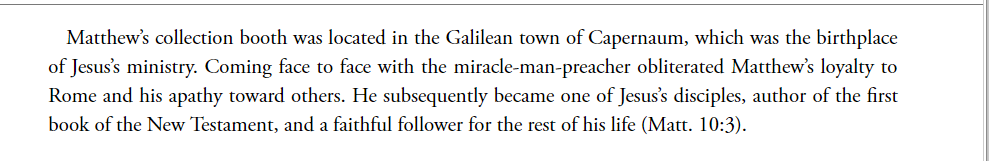 Matthew’s collection booth was located in the Galilean town of Capernaum, which was the birthplace
of Jesus’s ministry. Coming face to face with the miracle-man-preacher obliterated Matthew’s loyalty to
Rome and his apathy toward others. He subsequently became one of Jesus’s disciples, author of the first
book of the New Testament, and a faithful follower for the rest of his life (Matt. 10:3).